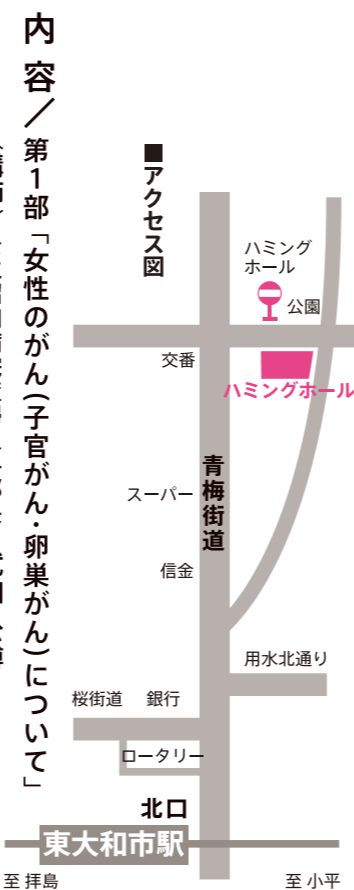 内 容／第1部「女性のがん(子官がん・卵巣がん)について」
■アクセス図
ハミング
ホール
公園
交番
ハミングホール
青梅街道
スーパー
信金
用水北通り
桜街道
銀行
ロータリー
北口
東大和市駅
至 拝島
至 小平